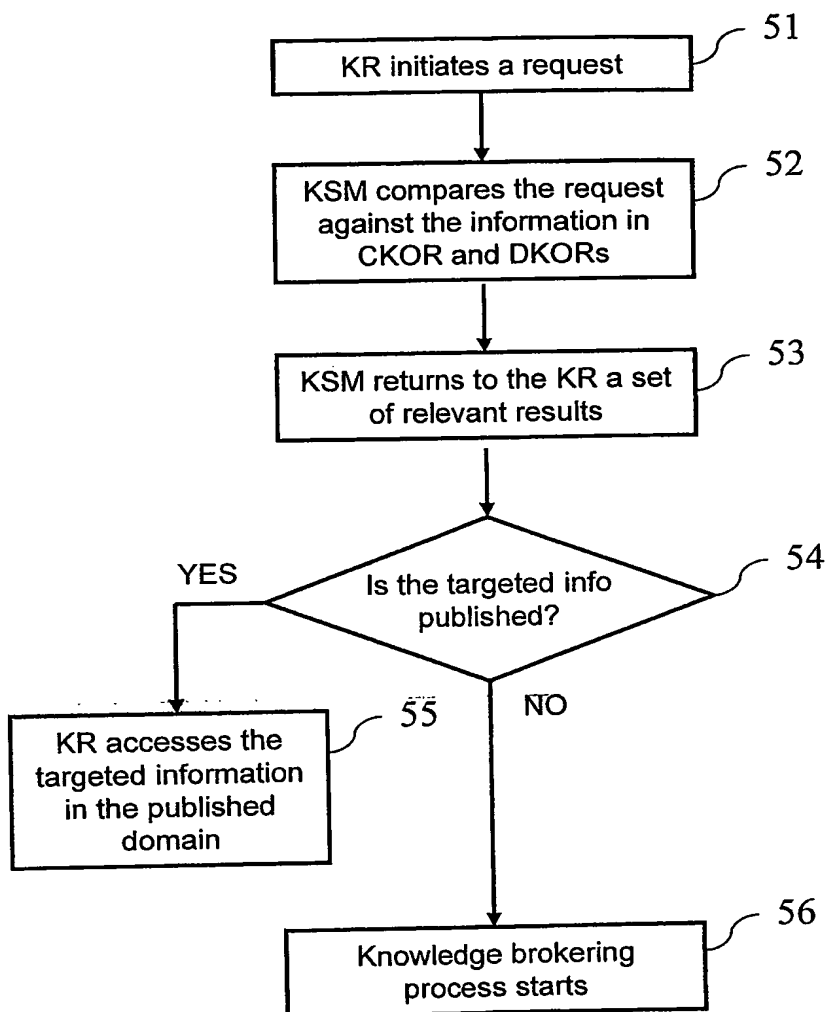 51
KR initiates a request
52
KSM compares the request
against the information in
CKOR and DKORs
53
KSM returns to the KR a set
of relevant results
54
YES
Is the targeted info
published?
NO
55
KR accesses the
targeted information
in the published
domain
56
Knowledge brokering
process starts